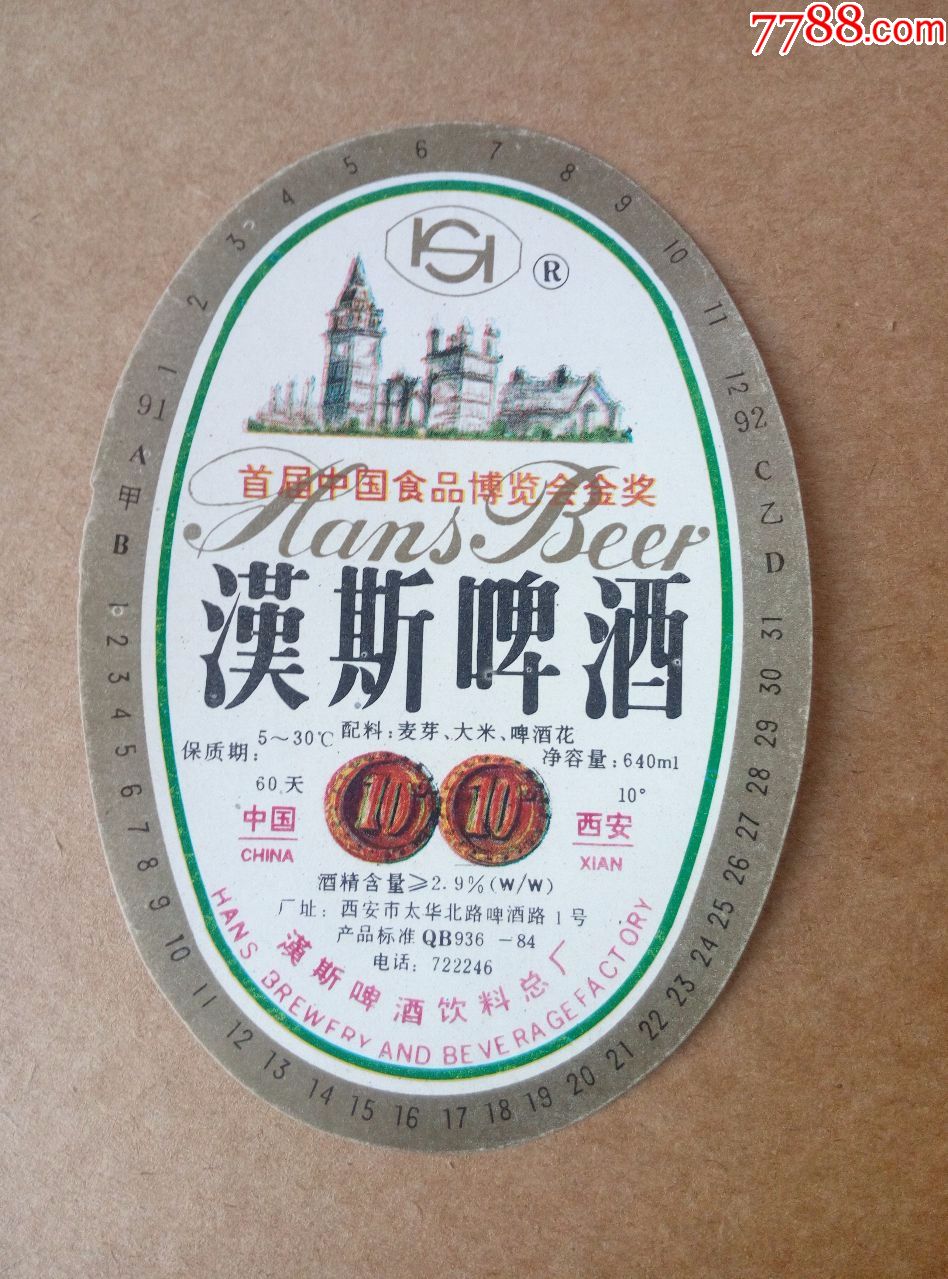 7788.com
1 2 3 4 5 6 7 8 9 10 11 12
91 92
A 甲 B
C 乙 D
1 2 3 4 5 6 7 8 9 10 11 12 13 14 15 16 17 18 19 20 21 22 23 24 25 26 27 28 29 30 31
HS ®
首届中国食品博览会金奖
Hans Beer
漢斯啤酒
配料:麦芽、大米、啤酒花
保质期: 5～30℃
60天
净容量:640ml
10°
中国
CHINA
10° 10°
西安
XIAN
酒精含量≥2.9%(W/W)
厂址:西安市太华北路啤酒路1号
产品标准QB936-84
电话:722246
漢斯啤酒饮料总厂
HANS BREWERY AND BEVERAGE FACTORY